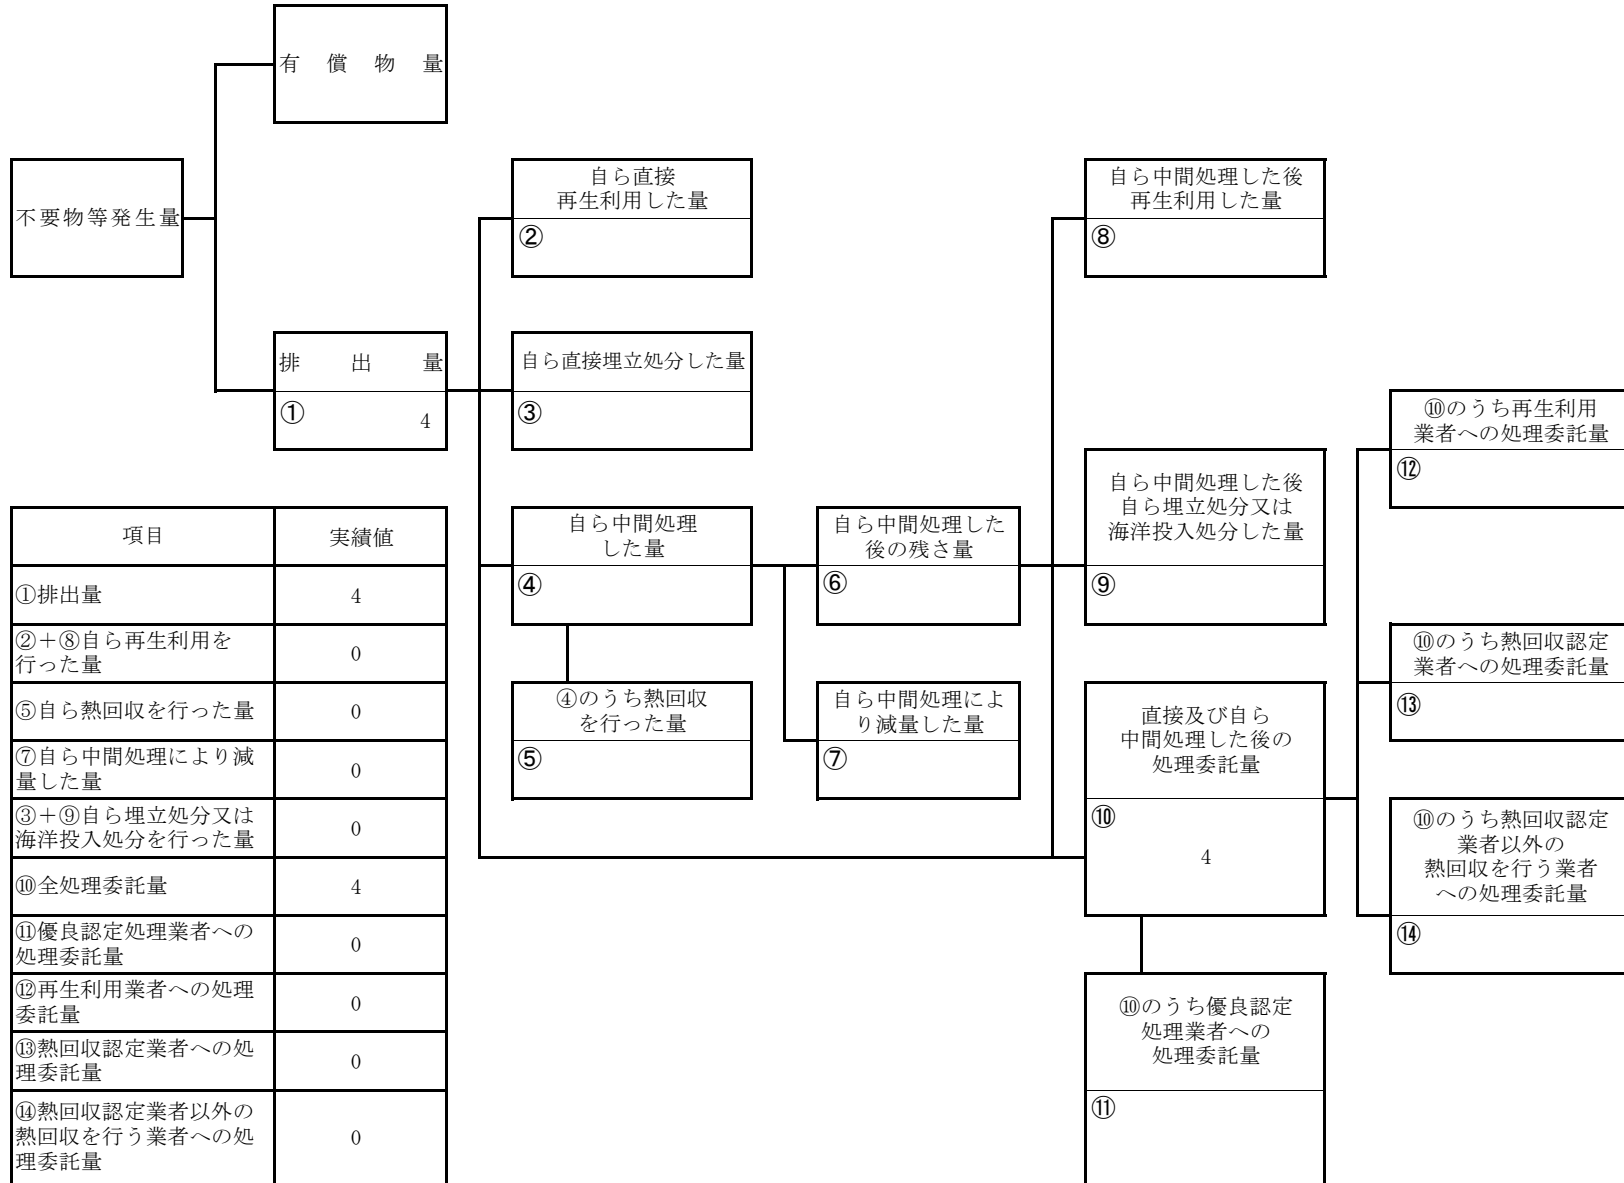 有償物量
不要物等発生量
自ら直接
再生利用した量
②
自ら中間処理した後
再生利用した量
⑧
排出量
①
4
自ら直接埋立処分した量
③
⑩のうち再生利用
業者への処理委託量
⑫
自ら中間処理
した量
④
自ら中間処理した
後の残さ量
⑥
自ら中間処理した後
自ら埋立処分又は
海洋投入処分した量
⑨
⑩のうち熱回収認定
業者への処理委託量
⑬
④のうち熱回収
を行った量
⑤
自ら中間処理によ
り減量した量
⑦
直接及び自ら
中間処理した後の
処理委託量
⑩
4
⑩のうち熱回収認定
業者以外の
熱回収を行う業者
への処理委託量
⑭
⑩のうち優良認定
処理業者への
処理委託量
⑪
項目 実績値
①排出量 4
②+⑧自ら再生利用を
行った量 0
⑤自ら熱回収を行った量 0
⑦自ら中間処理により減
量した量 0
③+⑨自ら埋立処分又は
海洋投入処分を行った量 0
⑩全処理委託量 4
⑪優良認定処理業者への
処理委託量 0
⑫再生利用業者への処理
委託量 0
⑬熱回収認定業者への処
理委託量 0
⑭熱回収認定業者以外の
熱回収を行う業者への処 0
理委託量